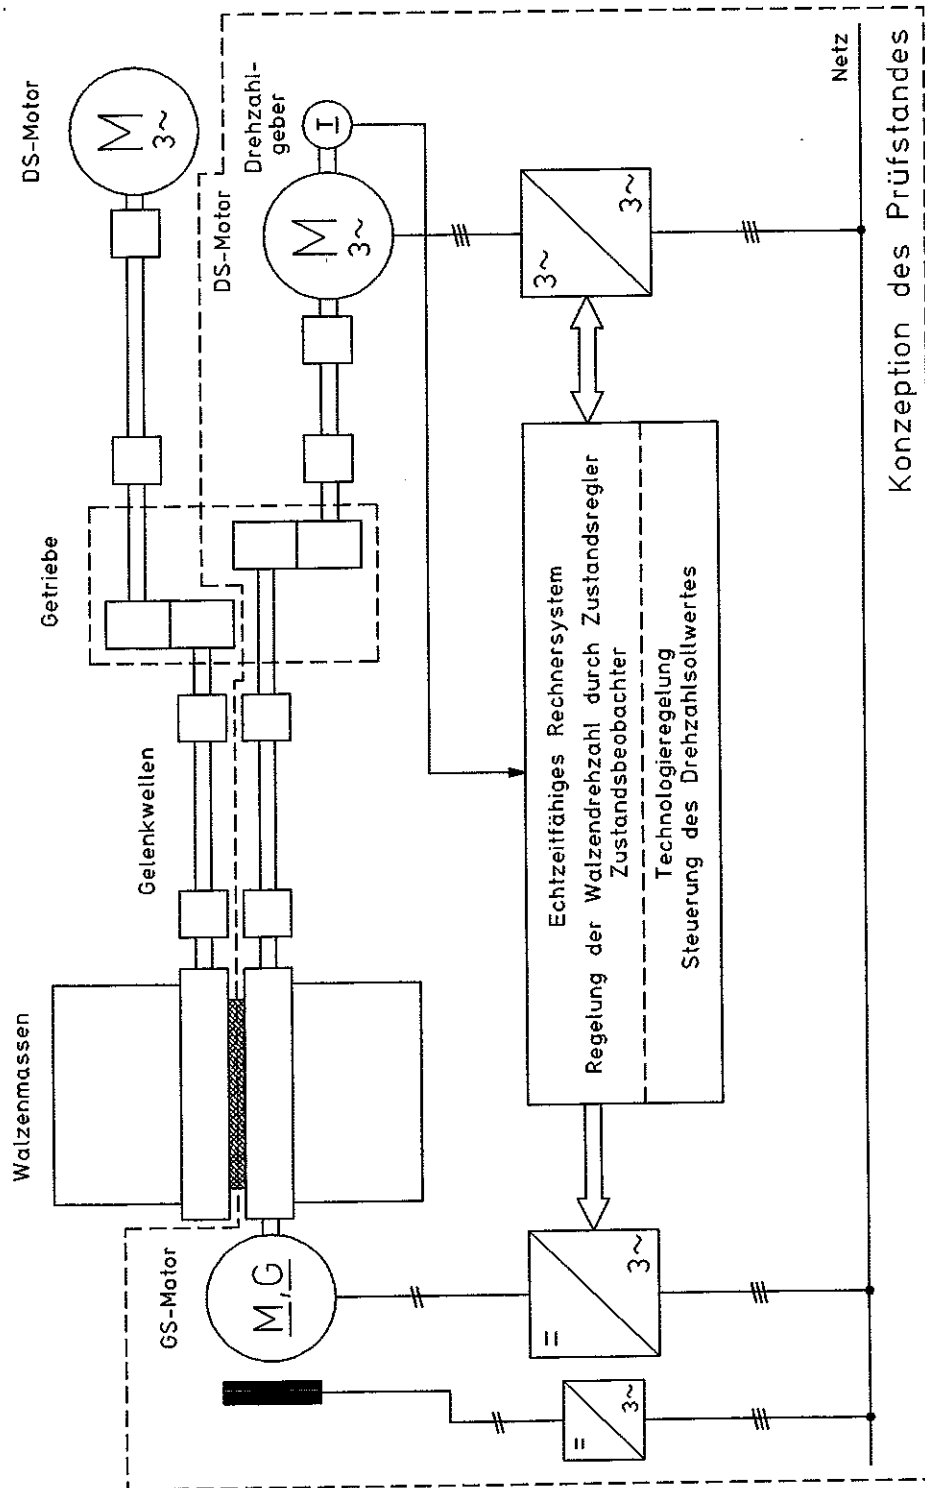 Walzenmassen
DS-Motor
Getriebe
M
3~
Gelenkwellen
GS-Motor
DS-Motor
Drehzahl-
geber
M,G
M
3~
I
=
3~
=
3~
Echtzeitfähiges Rechnersystem
Regelung der Walzendrehzahl durch Zustandsregler
Zustandsbeobachter
Technologieregelung
Steuerung des Drehzahlsollwertes
3~
3~
Netz
Konzeption des Prüfstandes